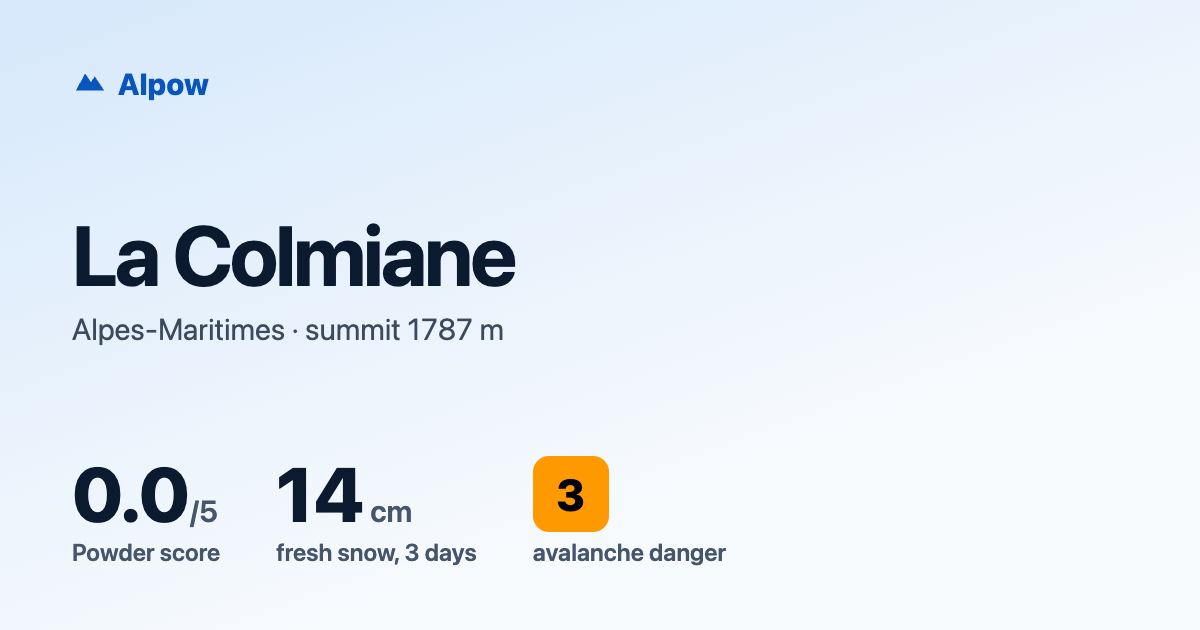 Alpow
La Colmiane
Alpes-Maritimes · summit 1787 m
0.0/5
Powder score
14 cm
fresh snow, 3 days
3
avalanche danger